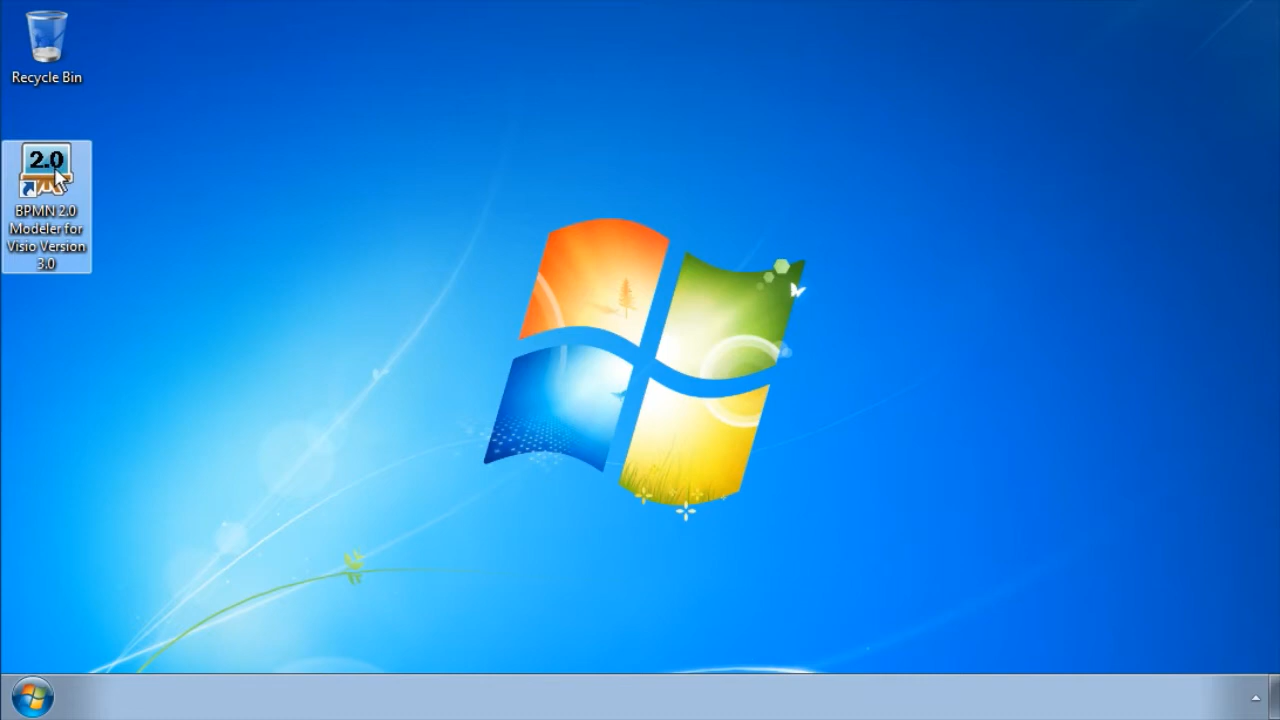 Recycle Bin
2.0
BPMN 2.0
Modeler for
Visio Version
3.0